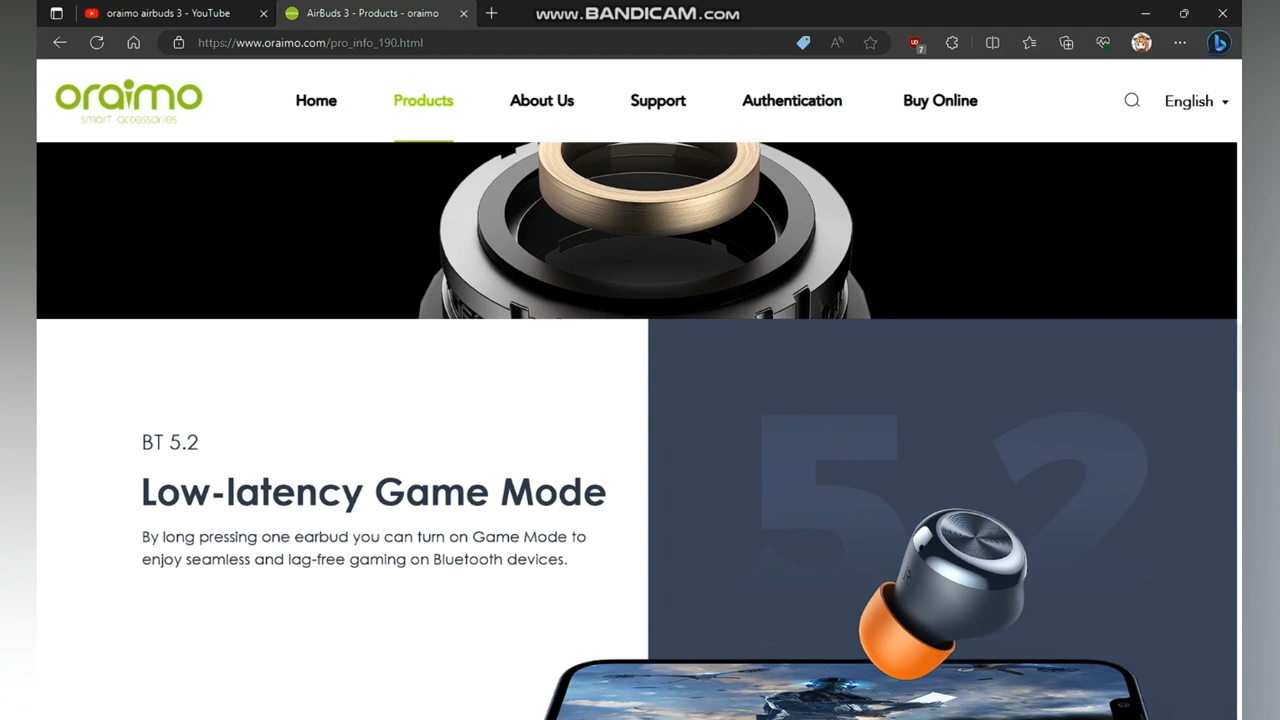 oraimo airbuds 3 - YouTube
AirBuds 3 - Products - oraimo
www.BANDICAM.com
https://www.oraimo.com/pro_info_190.html
7
oraimo
smart accessories
Home
Products
About Us
Support
Authentication
Buy Online
English
52
BT 5.2
Low-latency Game Mode
By long pressing one earbud you can turn on Game Mode to
enjoy seamless and lag-free gaming on Bluetooth devices.
R